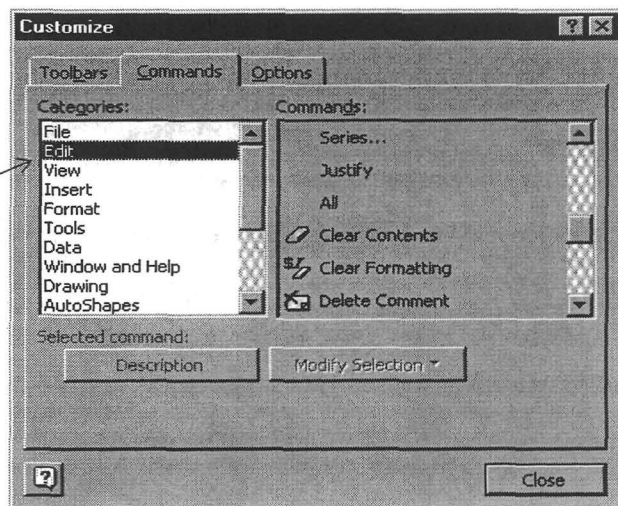 Customize
Toolbars Commands Options
Categories:
File
Edit
View
Insert
Format
Tools
Data
Window and Help
Drawing
AutoShapes
Commands:
Series...
Justify
All
Clear Contents
Clear Formatting
Delete Comment
Selected command:
Description Modify Selection
Close